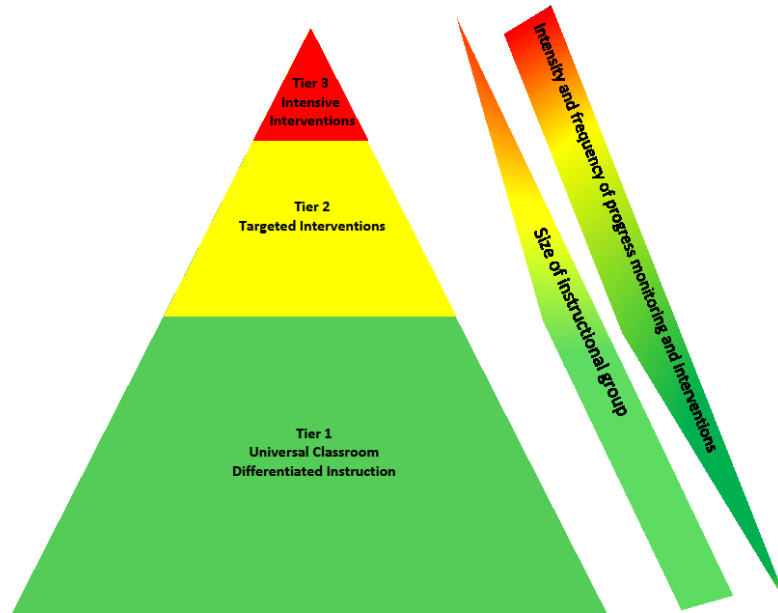 Tier 3
Intensive
Interventions
Tier 2
Targeted Interventions
Tier 1
Universal Classroom
Differentiated Instruction
Size of instructional group
Intensity and frequency of progress monitoring and interventions